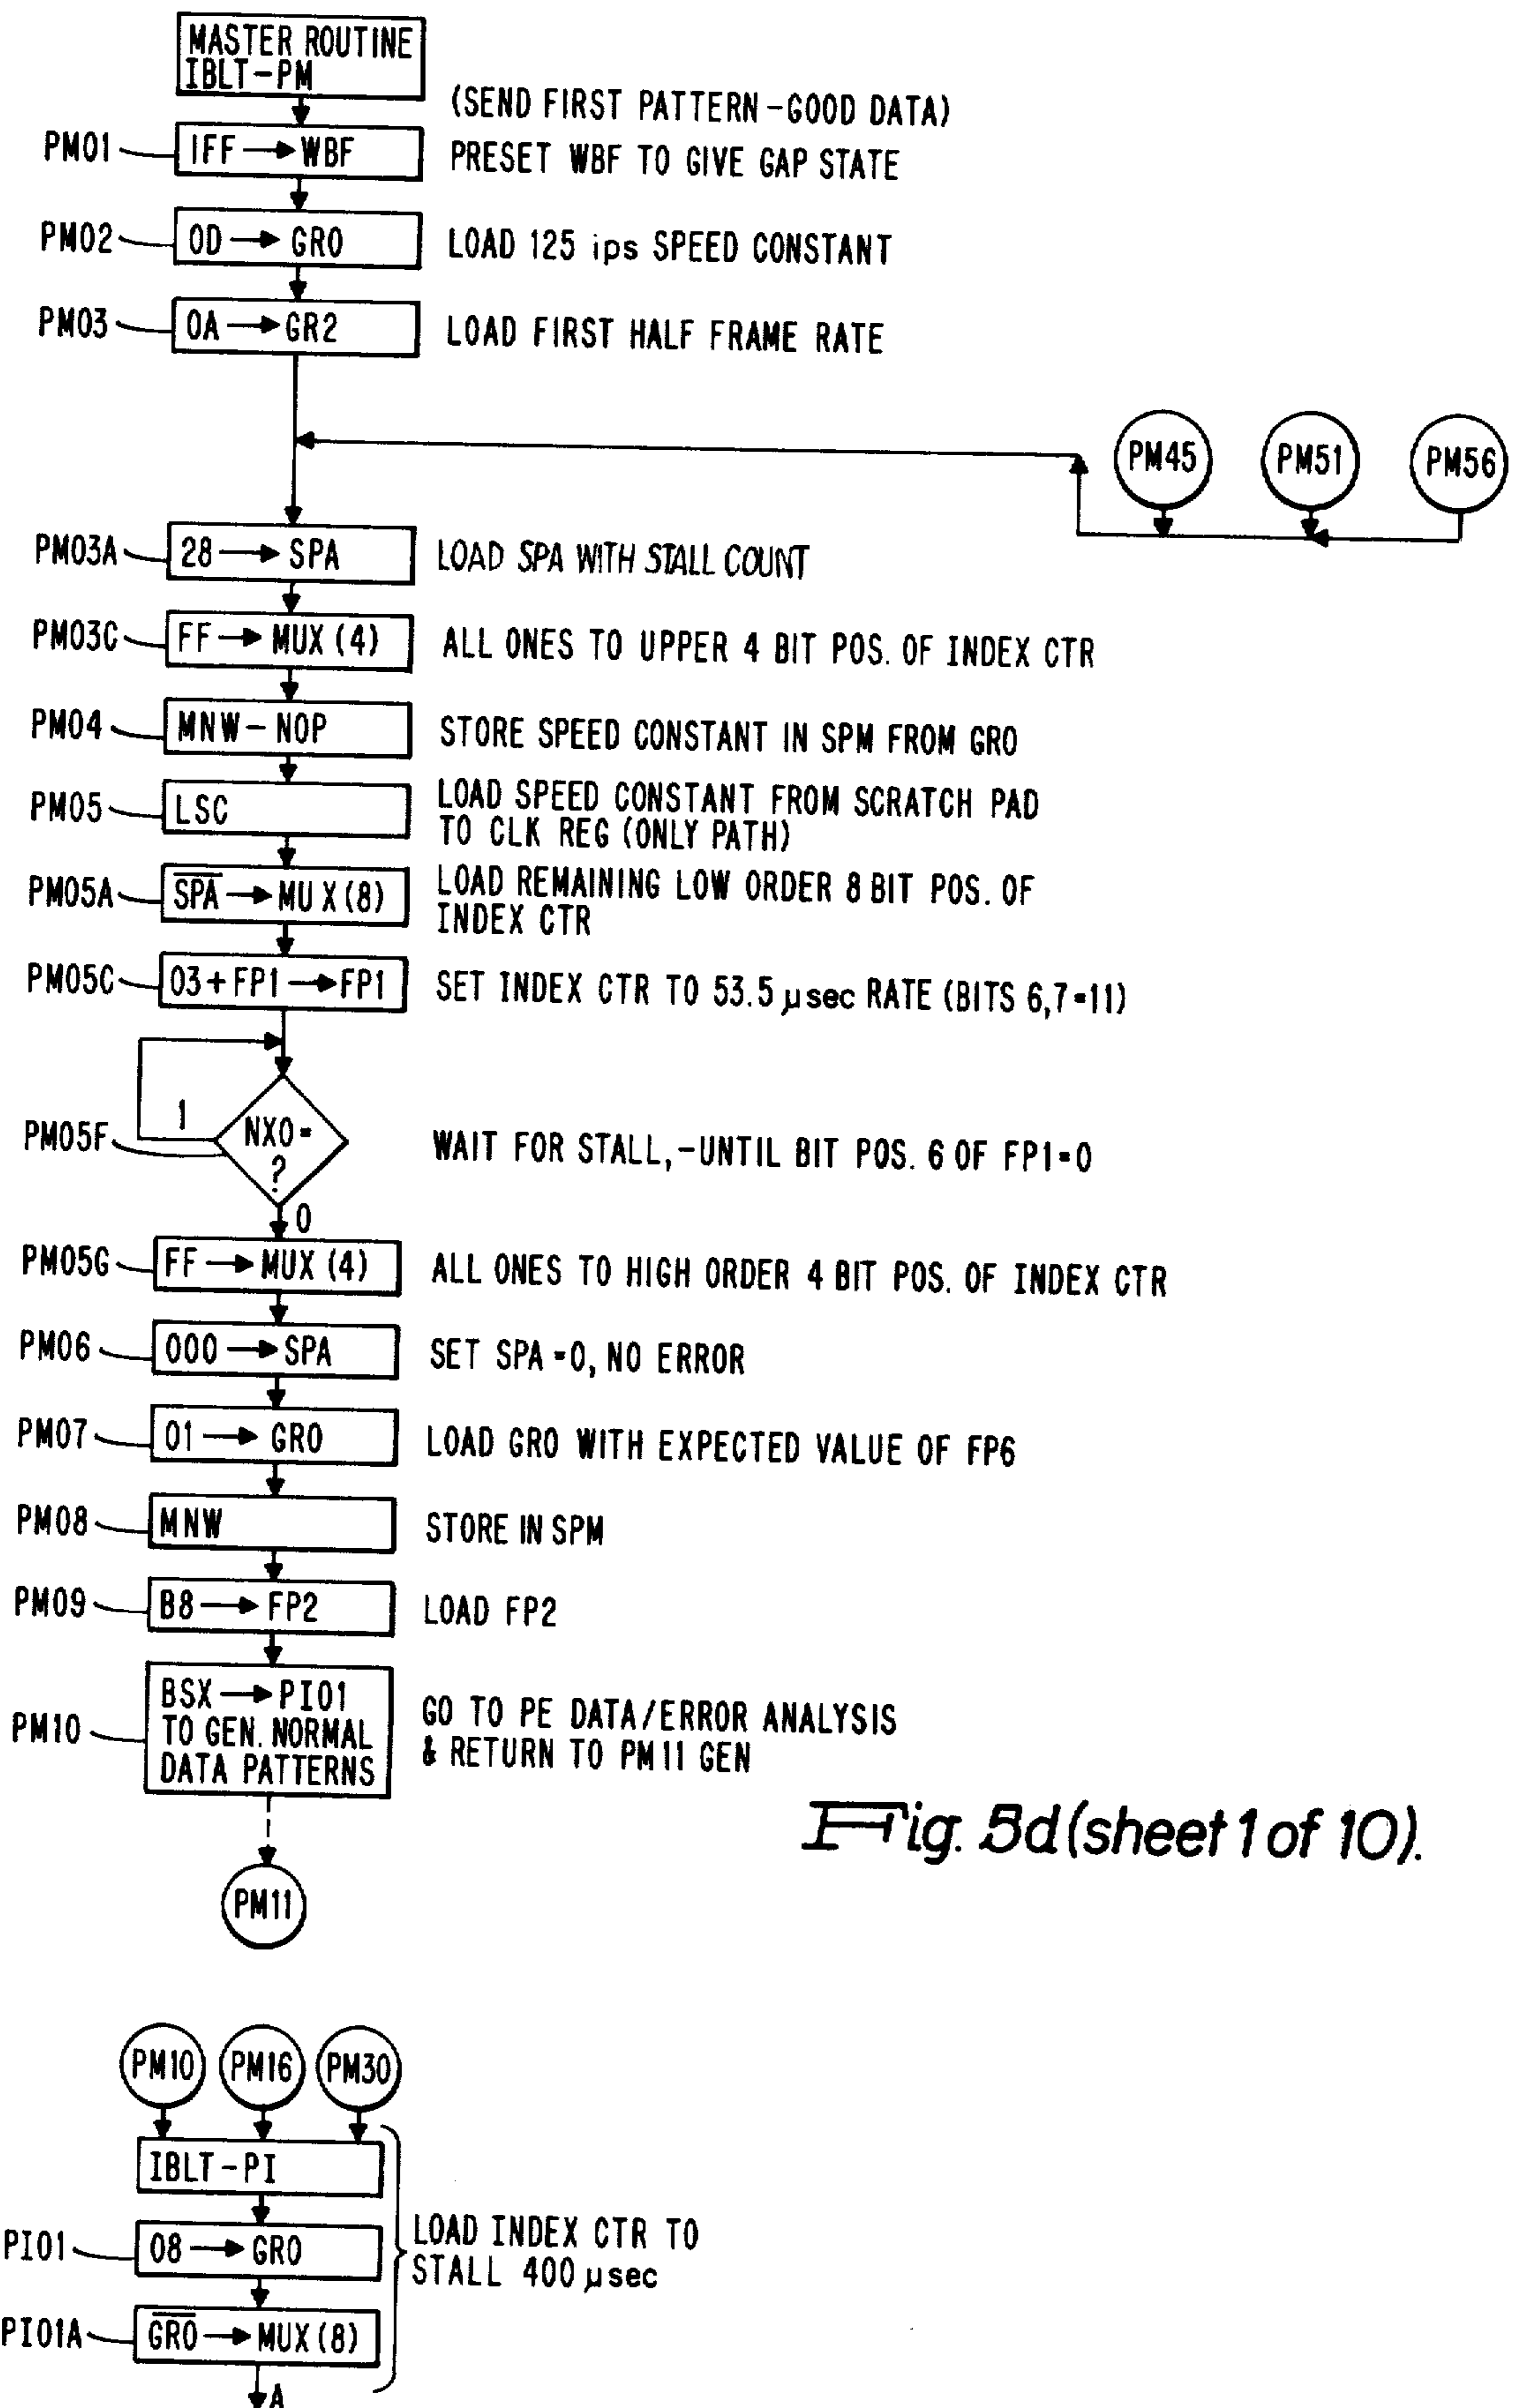 MASTER ROUTINE
IBLT-PM
(SEND FIRST PATTERN-GOOD DATA)
PM01
1FF → WBF
PRESET WBF TO GIVE GAP STATE
PM02
0D → GR0
LOAD 125 ips SPEED CONSTANT
PM03
0A → GR2
LOAD FIRST HALF FRAME RATE
PM45
PM51
PM56
PM03A
28 → SPA
LOAD SPA WITH STALL COUNT
PM03C
FF → MUX (4)
ALL ONES TO UPPER 4 BIT POS. OF INDEX CTR
PM04
MNW-NOP
STORE SPEED CONSTANT IN SPM FROM GR0
PM05
LSC
LOAD SPEED CONSTANT FROM SCRATCH PAD
TO CLK REG (ONLY PATH)
PM05A
S̅P̅A̅ → MUX (8)
LOAD REMAINING LOW ORDER 8 BIT POS. OF
INDEX CTR
PM05C
03+FP1 → FP1
SET INDEX CTR TO 53.5 µsec RATE (BITS 6,7=11)
1
PM05F
NX0=
?
WAIT FOR STALL,-UNTIL BIT POS. 6 OF FP1=0
0
PM05G
FF → MUX (4)
ALL ONES TO HIGH ORDER 4 BIT POS. OF INDEX CTR
PM06
000 → SPA
SET SPA=0, NO ERROR
PM07
01 → GR0
LOAD GR0 WITH EXPECTED VALUE OF FP6
PM08
MNW
STORE IN SPM
PM09
B8 → FP2
LOAD FP2
PM10
BSX → PI01
TO GEN. NORMAL
DATA PATTERNS
GO TO PE DATA/ERROR ANALYSIS
& RETURN TO PM11 GEN
PM11
Fig. 5d (sheet 1 of 10).
PM10
PM16
PM30
IBLT-PI
PI01
08 → GR0
LOAD INDEX CTR TO
STALL 400 µsec
PI01A
G̅R̅0̅ → MUX (8)
A